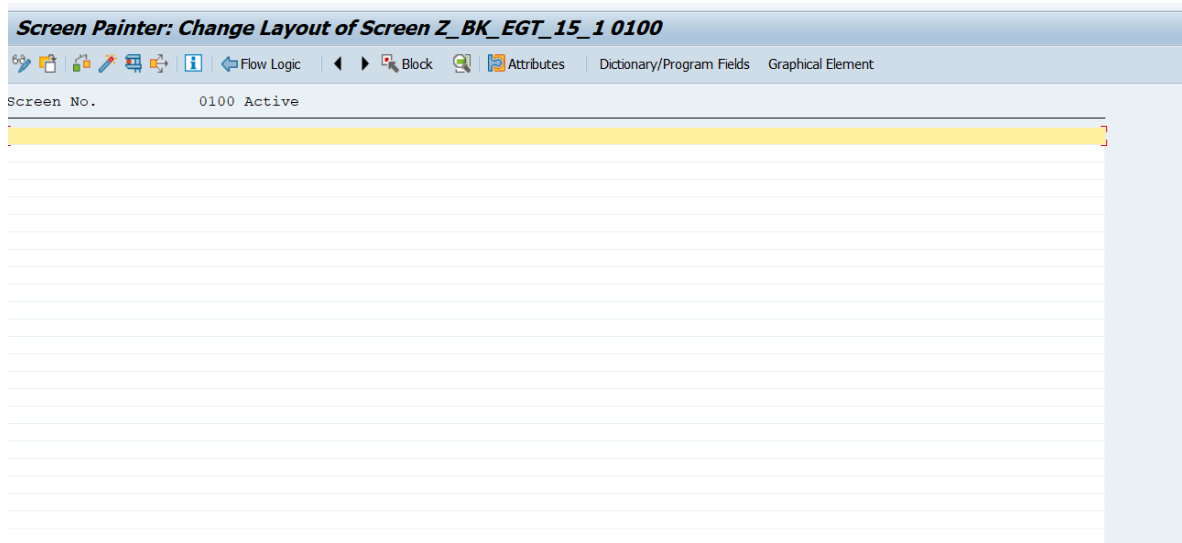 Screen Painter: Change Layout of Screen Z_BK_EGT_15_1 0100
Flow Logic Block Attributes Dictionary/Program Fields Graphical Element
Screen No. 0100 Active